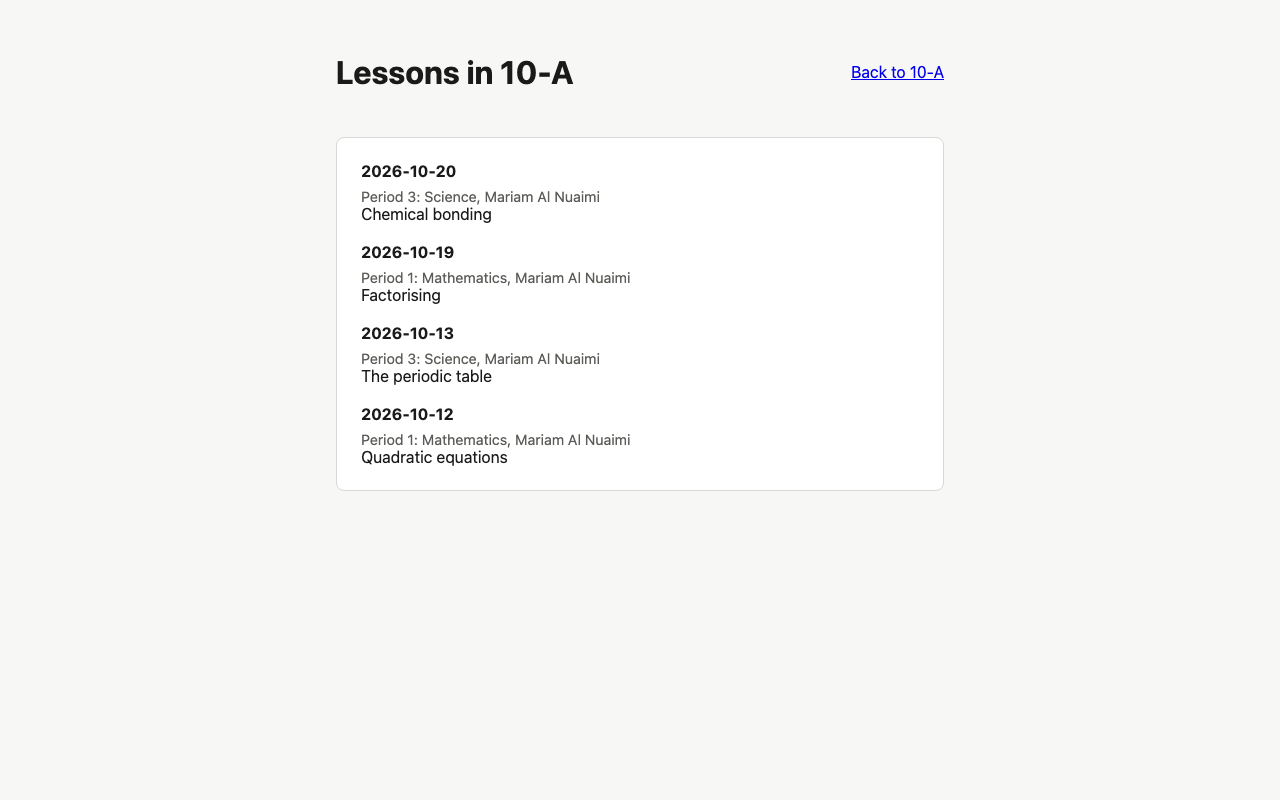 Lessons in 10-A
Back to 10-A
2026-10-20
Period 3: Science, Mariam Al Nuaimi
Chemical bonding
2026-10-19
Period 1: Mathematics, Mariam Al Nuaimi
Factorising
2026-10-13
Period 3: Science, Mariam Al Nuaimi
The periodic table
2026-10-12
Period 1: Mathematics, Mariam Al Nuaimi
Quadratic equations